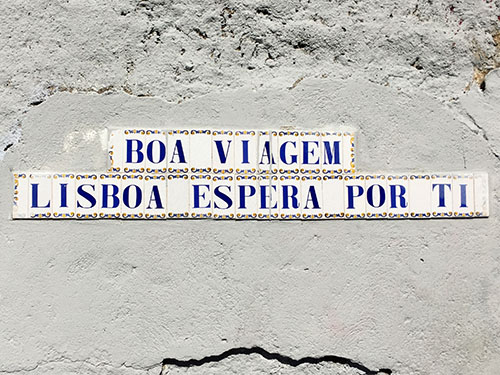 BOA VIAGEM
LISBOA ESPERA POR TI